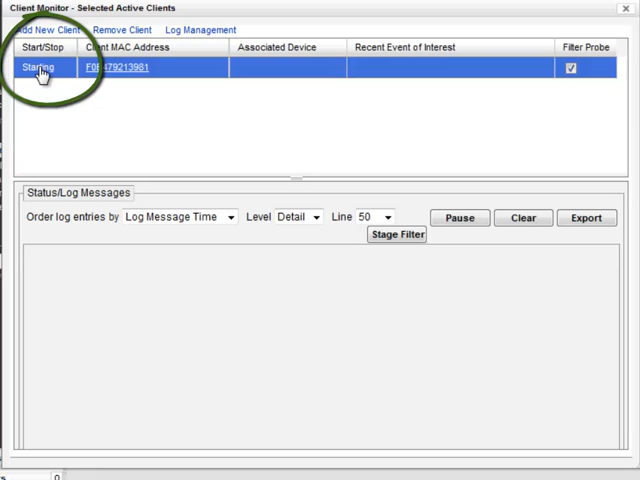 Client Monitor - Selected Active Clients
Add New Client Remove Client Log Management
Start/Stop Client MAC Address Associated Device Recent Event of Interest Filter Probe
Starting
Status/Log Messages
Order log entries by Log Message Time Level Detail Line 50 Pause Clear Export
Stage Filter
0